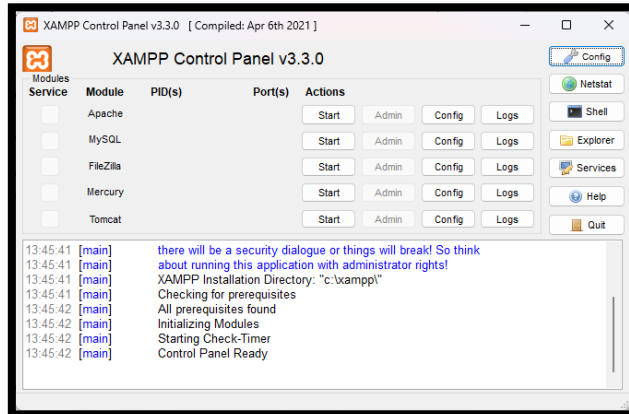 XAMPP Control Panel v3.3.0 [ Compiled: Apr 6th 2021 ]
XAMPP Control Panel v3.3.0
Config
Modules
Service Module PID(s) Port(s) Actions
Netstat
Apache Start Admin Config Logs
Shell
MySQL Start Admin Config Logs
Explorer
FileZilla Start Admin Config Logs
Services
Mercury Start Admin Config Logs
Help
Tomcat Start Admin Config Logs
Quit
13:45:41 [main] there will be a security dialogue or things will break! So think
13:45:41 [main] about running this application with administrator rights!
13:45:41 [main] XAMPP Installation Directory: "c:\xampp\"
13:45:41 [main] Checking for prerequisites
13:45:42 [main] All prerequisites found
13:45:42 [main] Initializing Modules
13:45:42 [main] Starting Check-Timer
13:45:42 [main] Control Panel Ready